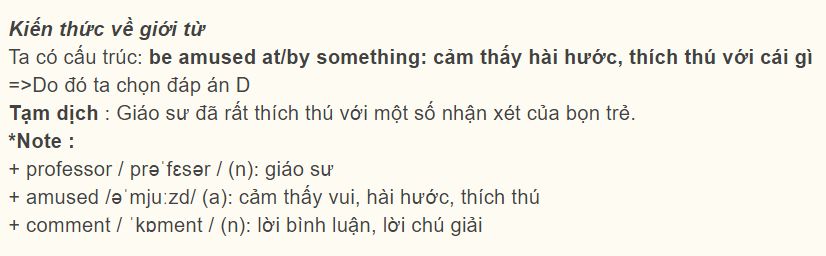 Kiến thức về giới từ
Ta có cấu trúc: be amused at/by something: cảm thấy hài hước, thích thú với cái gì
=>Do đó ta chọn đáp án D
Tạm dịch : Giáo sư đã rất thích thú với một số nhận xét của bọn trẻ.
*Note :
+ professor / prəˈfɛsər / (n): giáo sư
+ amused /əˈmjuːzd/ (a): cảm thấy vui, hài hước, thích thú
+ comment / ˈkɒment / (n): lời bình luận, lời chú giải